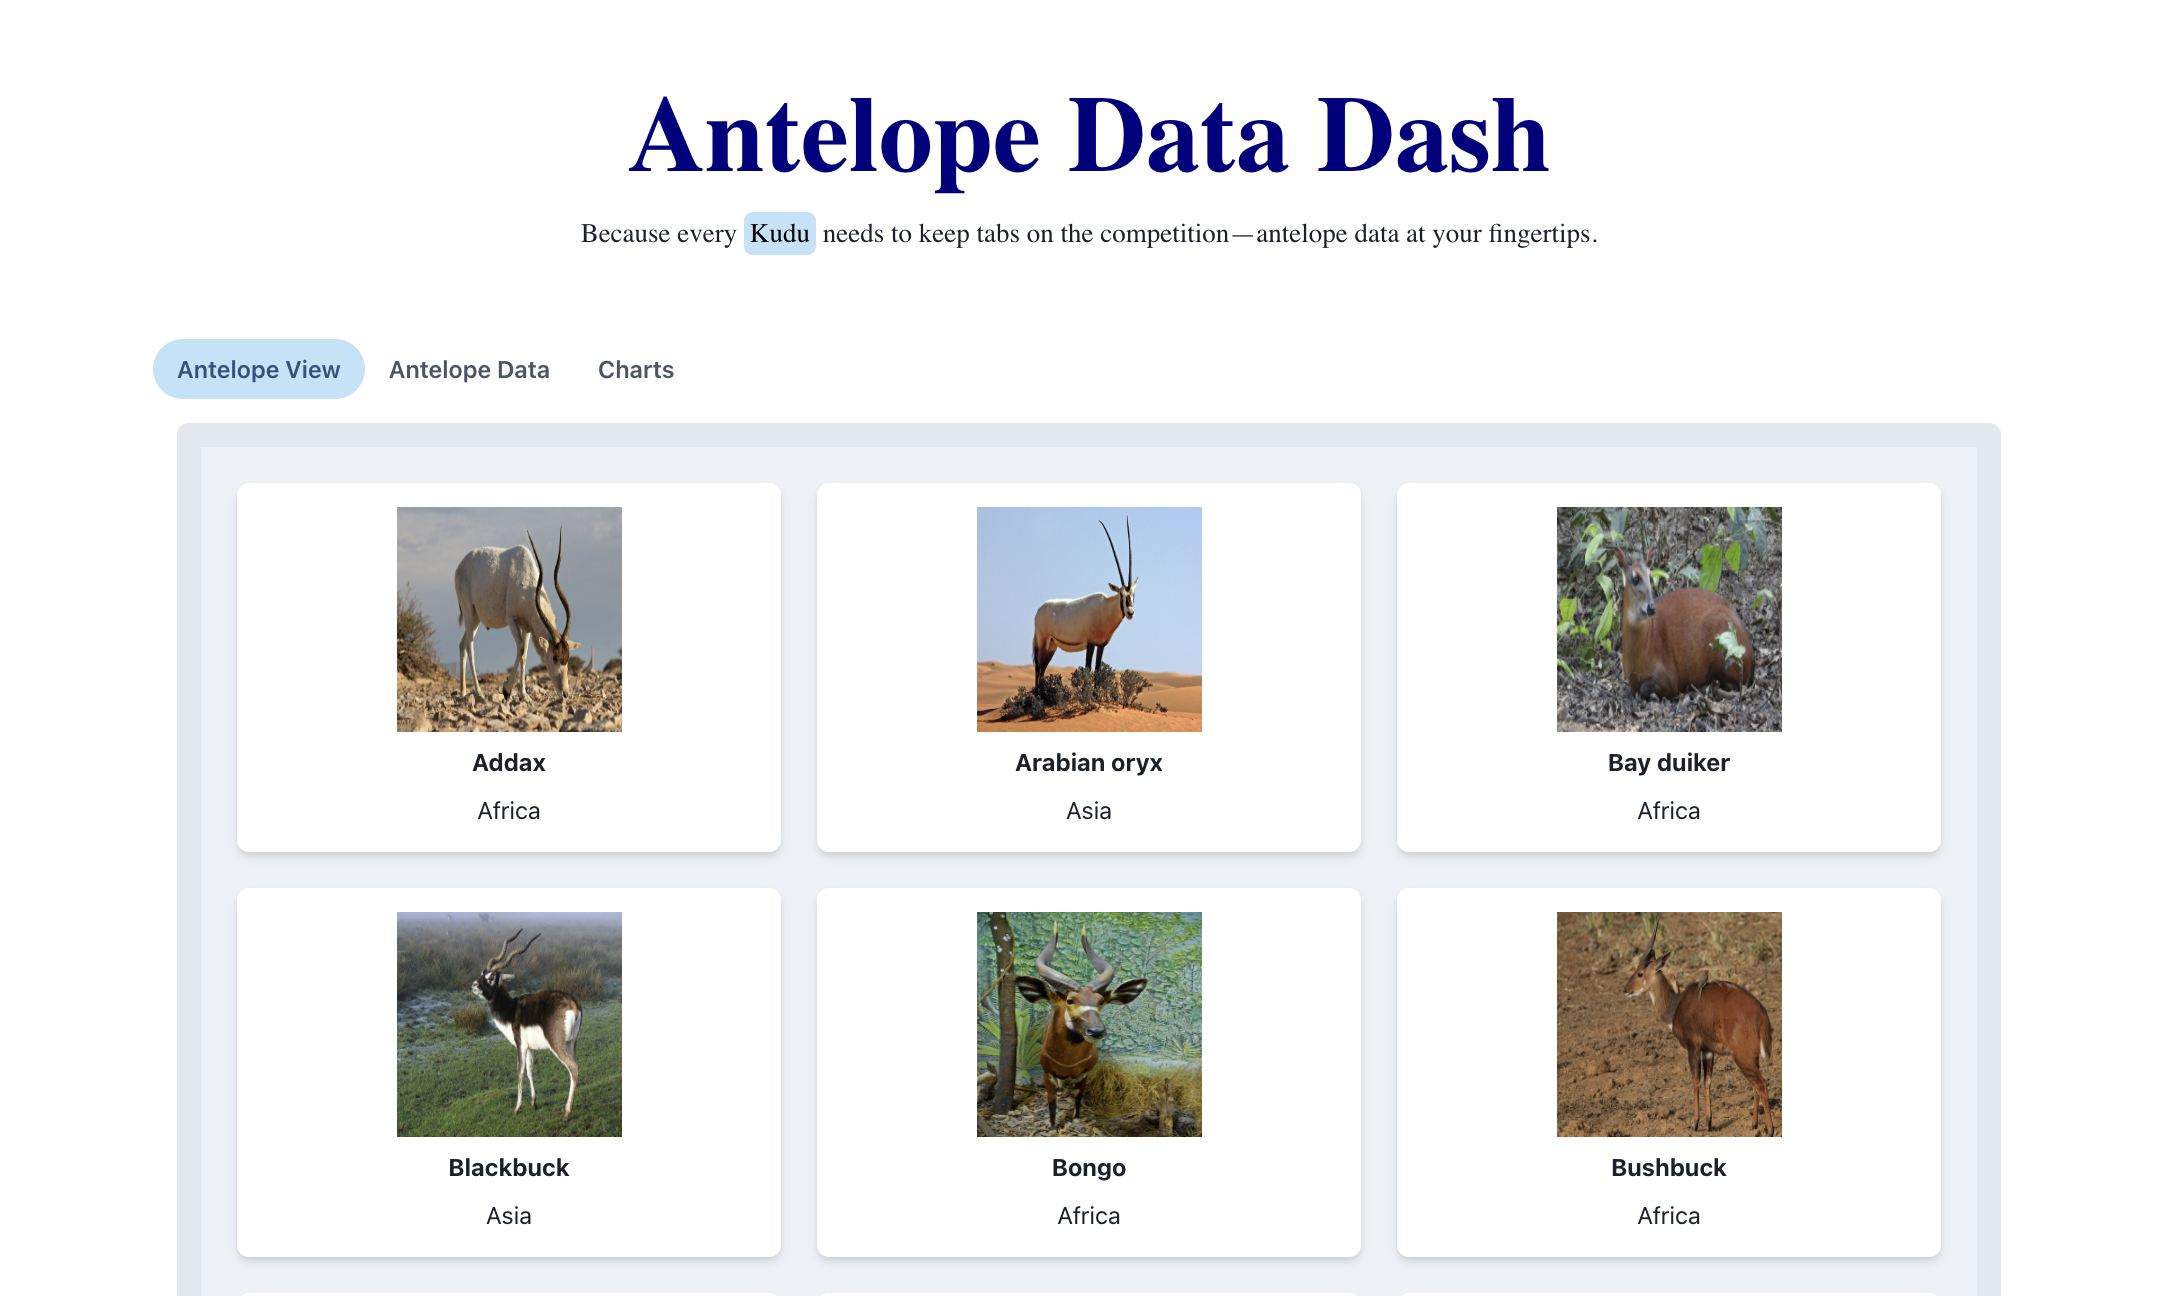 Antelope Data Dash
Because every Kudu needs to keep tabs on the competition—antelope data at your fingertips.
Antelope View Antelope Data Charts
Addax Arabian oryx Bay duiker
Africa Asia Africa
Blackbuck Bongo Bushbuck
Asia Africa Africa